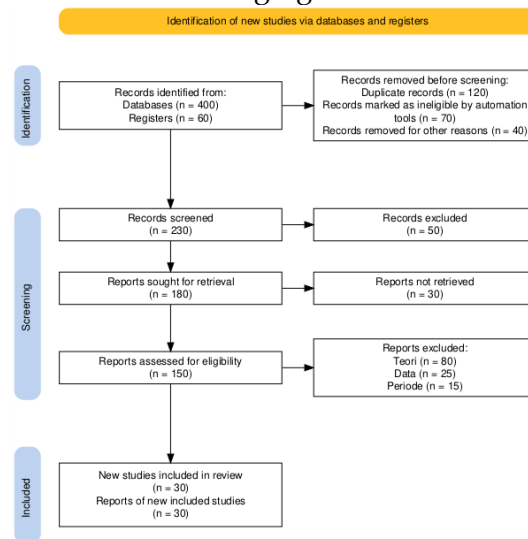 Identification of new studies via databases and registers
Identification
Records identified from:
Databases (n = 400)
Registers (n = 60)
Records removed before screening:
Duplicate records (n = 120)
Records marked as ineligible by automation
tools (n = 70)
Records removed for other reasons (n = 40)
Screening
Records screened
(n = 230)
Records excluded
(n = 50)
Reports sought for retrieval
(n = 180)
Reports not retrieved
(n = 30)
Reports assessed for eligibility
(n = 150)
Reports excluded:
Teori (n = 80)
Data (n = 25)
Periode (n = 15)
Included
New studies included in review
(n = 30)
Reports of new included studies
(n = 30)